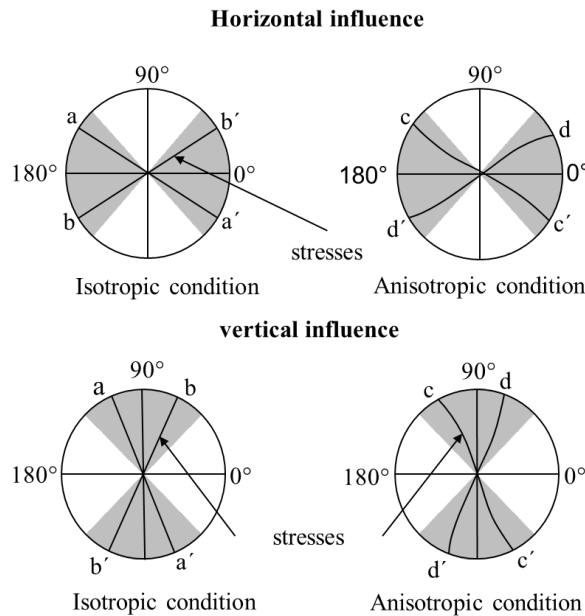 Horizontal influence
90° 90°
a b´ c d
180° 0° 180° 0°
b a´ d´ c´
stresses
Isotropic condition Anisotropic condition
vertical influence
90° 90°
a b c d
180° 0° 180° 0°
b´ a´ d´ c´
stresses
Isotropic condition Anisotropic condition